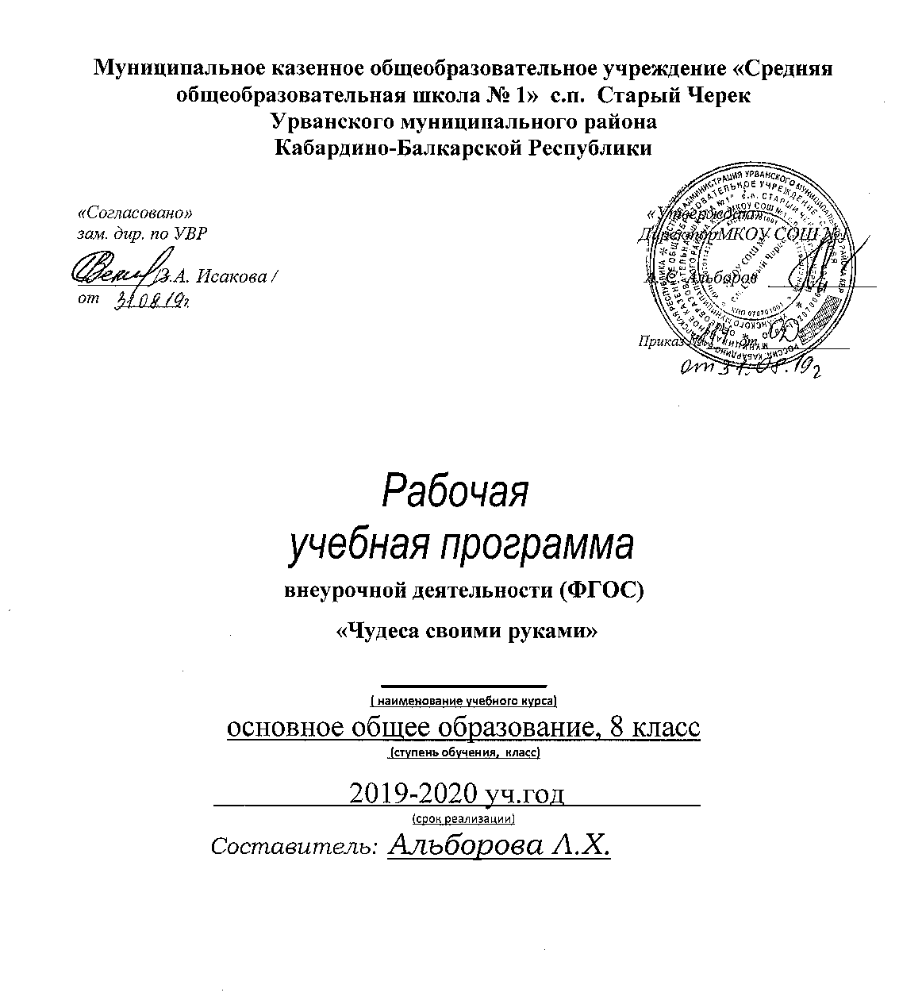 Муниципальное казенное общеобразовательное учреждение «Средняя
общеобразовательная школа № 1» с.п. Старый Черек
Урванского муниципального района
Кабардино-Балкарской Республики
«Согласовано»
зам. дир. по УВР
В.А. Исакова /
от 31.08.19г.
«Утверждаю»
Директор МКОУ СОШ №1
А. С. Альборов
Приказ № от
от 31.08.19г
Рабочая
учебная программа
внеурочной деятельности (ФГОС)
«Чудеса своими руками»
( наименование учебного курса)
основное общее образование, 8 класс
(ступень обучения, класс)
2019-2020 уч.год
(срок реализации)
Составитель: Альборова Л.Х.